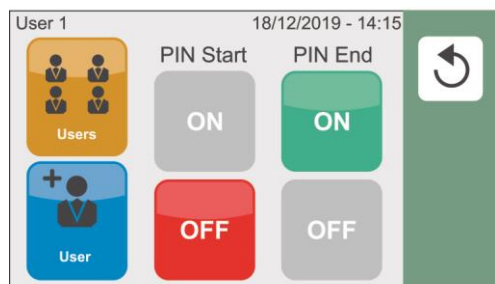 User 1 18/12/2019 - 14:15
PIN Start PIN End
Users ON ON
User OFF OFF